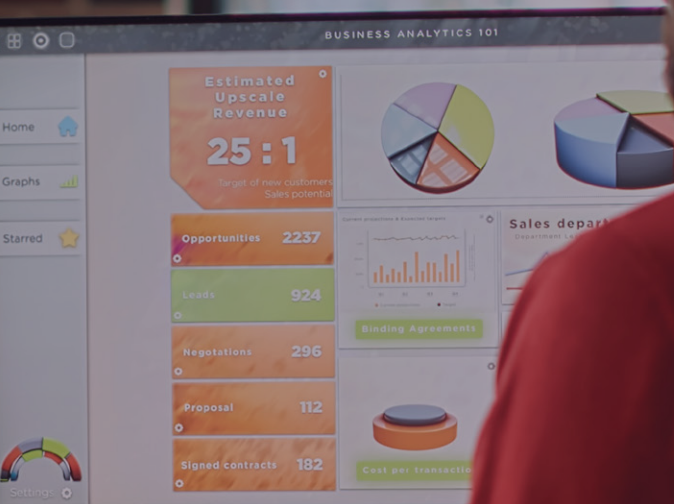 BUSINESS ANALYTICS 101
Home
Graphs
Starred
Settings
Estimated
Upscale
Revenue
25:1
Target of new customers
Sales potential
Opportunities 2237
Leads 924
Negotations 296
Proposal 112
Signed contracts 182
Binding Agreements
Sales depar
Cost per transactio